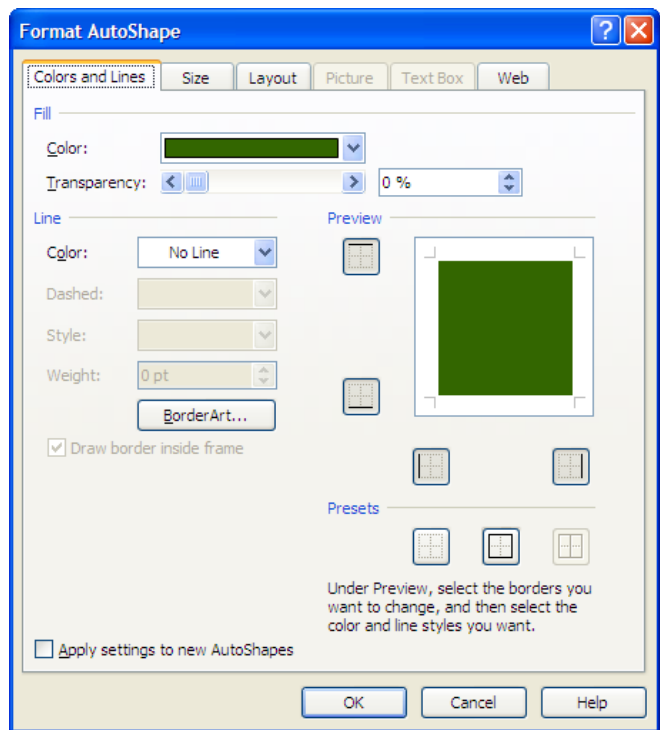 Format AutoShape
Colors and Lines Size Layout Picture Text Box Web
Fill
Color:
Transparency: 0 %
Line Preview
Color: No Line
Dashed:
Style:
Weight: 0 pt
BorderArt...
Draw border inside frame
Presets
Under Preview, select the borders you
want to change, and then select the
color and line styles you want.
Apply settings to new AutoShapes
OK Cancel Help